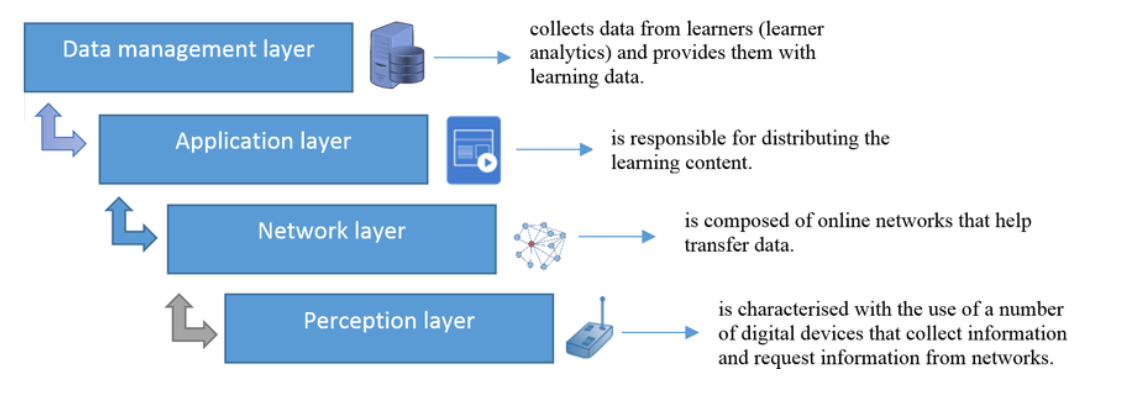 Data management layer
collects data from learners (learner
analytics) and provides them with
learning data.
Application layer
is responsible for distributing the
learning content.
Network layer
is composed of online networks that help
transfer data.
Perception layer
is characterised with the use of a number
of digital devices that collect information
and request information from networks.